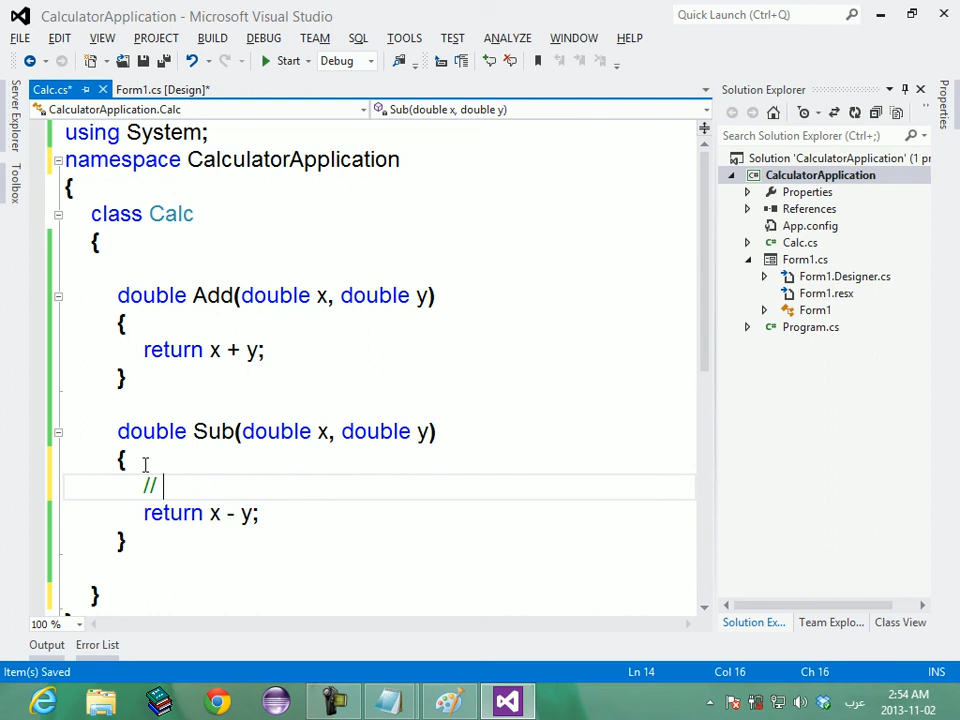 CalculatorApplication - Microsoft Visual Studio
Quick Launch (Ctrl+Q)
FILE EDIT VIEW PROJECT BUILD DEBUG TEAM SQL TOOLS TEST ANALYZE WINDOW HELP
Start Debug
Server Explorer
Toolbox
Calc.cs*
Form1.cs [Design]*
CalculatorApplication.Calc
Sub(double x, double y)
using System;
namespace CalculatorApplication
{
class Calc
{
double Add(double x, double y)
{
return x + y;
}
double Sub(double x, double y)
{
//
return x - y;
}
}
100 %
Solution Explorer
Search Solution Explorer (Ctrl+;)
Solution 'CalculatorApplication' (1 pr
CalculatorApplication
Properties
References
App.config
Calc.cs
Form1.cs
Form1.Designer.cs
Form1.resx
Form1
Program.cs
Solution Ex... Team Explo... Class View
Properties
Output Error List
Item(s) Saved Ln 14 Col 16 Ch 16 INS
عرب
2:54 AM
2013-11-02